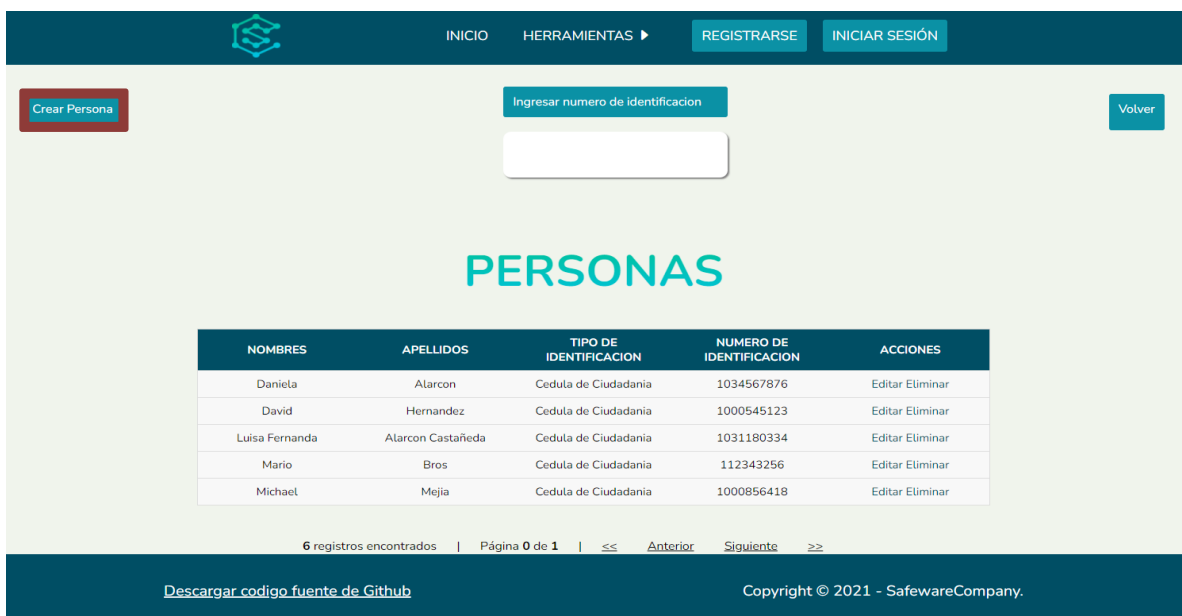 INICIO HERRAMIENTAS ▶ REGISTRARSE INICIAR SESIÓN
Crear Persona Ingresar numero de identificacion Volver
PERSONAS
NOMBRES APELLIDOS TIPO DE IDENTIFICACION NUMERO DE IDENTIFICACION ACCIONES
Daniela Alarcon Cedula de Ciudadania 1034567876 Editar Eliminar
David Hernandez Cedula de Ciudadania 1000545123 Editar Eliminar
Luisa Fernanda Alarcon Castañeda Cedula de Ciudadania 1031180334 Editar Eliminar
Mario Bros Cedula de Ciudadania 112343256 Editar Eliminar
Michael Mejia Cedula de Ciudadania 1000856418 Editar Eliminar
6 registros encontrados | Página 0 de 1 | << Anterior Siguiente >>
Descargar codigo fuente de Github Copyright © 2021 - SafewareCompany.